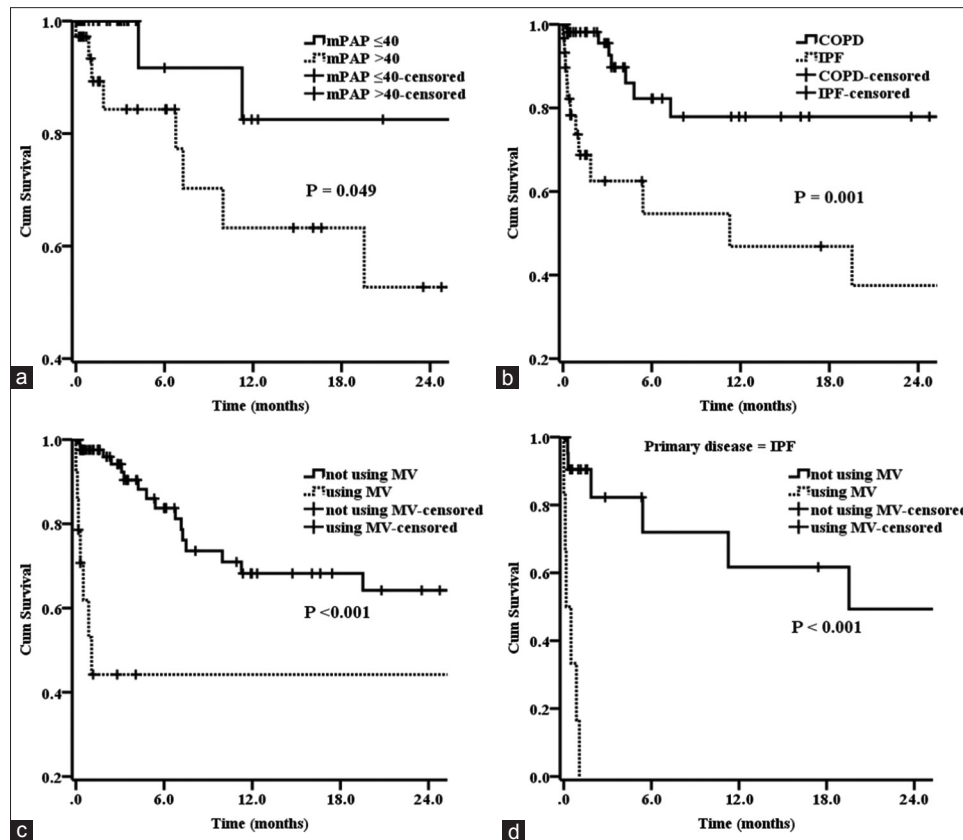 1.0
0.8
0.6
0.4
Cum Survival
mPAP ≤40
mPAP >40
mPAP ≤40-censored
mPAP >40-censored
P = 0.049
.0 6.0 12.0 18.0 24.0
Time (months)
a
1.0
0.8
0.6
0.4
0.2
Cum Survival
COPD
IPF
COPD-censored
IPF-censored
P = 0.001
.0 6.0 12.0 18.0 24.0
Time (months)
b
1.0
0.8
0.6
0.4
0.2
Cum Survival
not using MV
using MV
not using MV-censored
using MV-censored
P <0.001
.0 6.0 12.0 18.0 24.0
Time (months)
c
1.0
0.8
0.6
0.4
0.2
0.0
Cum Survival
Primary disease = IPF
not using MV
using MV
not using MV-censored
using MV-censored
P < 0.001
.0 6.0 12.0 18.0 24.0
Time (months)
d